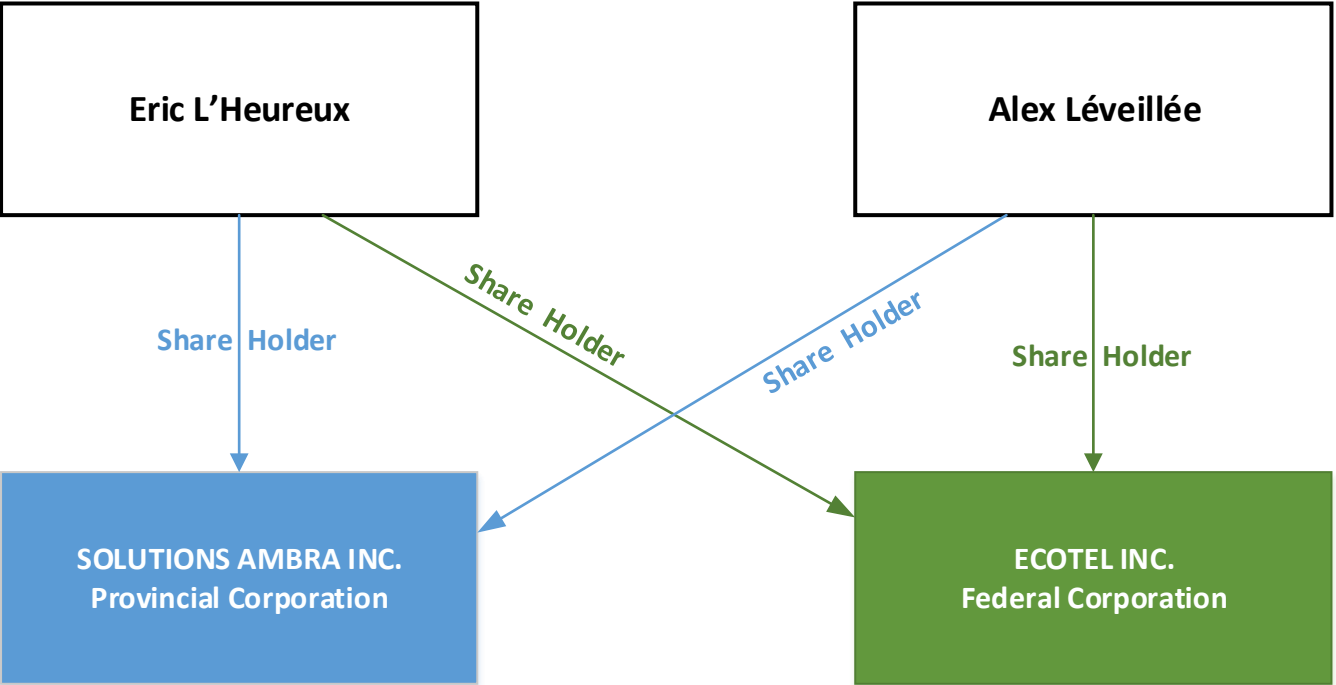 Eric L’Heureux
Alex Léveillée
Share Holder
Share Holder
Share Holder
Share Holder
SOLUTIONS AMBRA INC.
Provincial Corporation
ECOTEL INC.
Federal Corporation